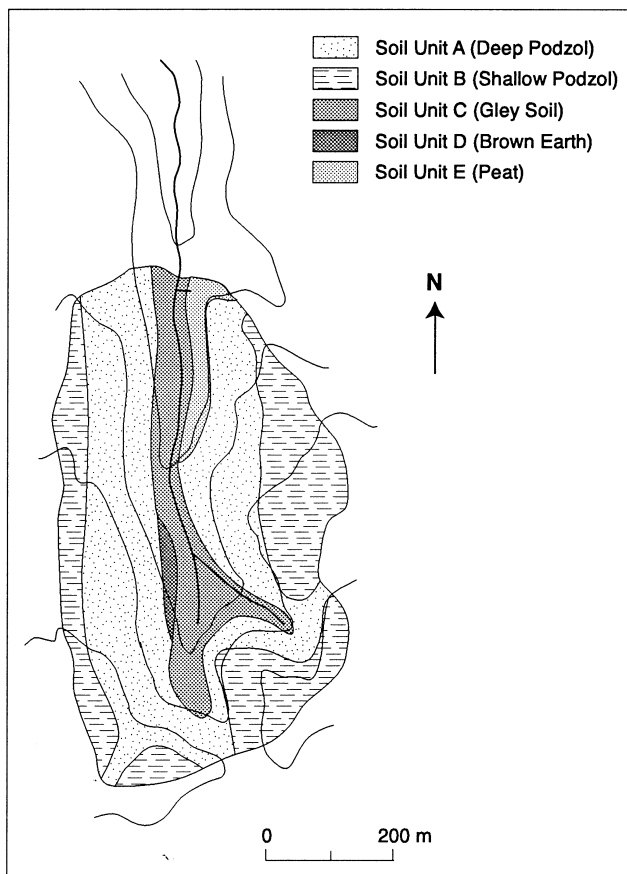 Soil Unit A (Deep Podzol)
Soil Unit B (Shallow Podzol)
Soil Unit C (Gley Soil)
Soil Unit D (Brown Earth)
Soil Unit E (Peat)
N
0 200 m